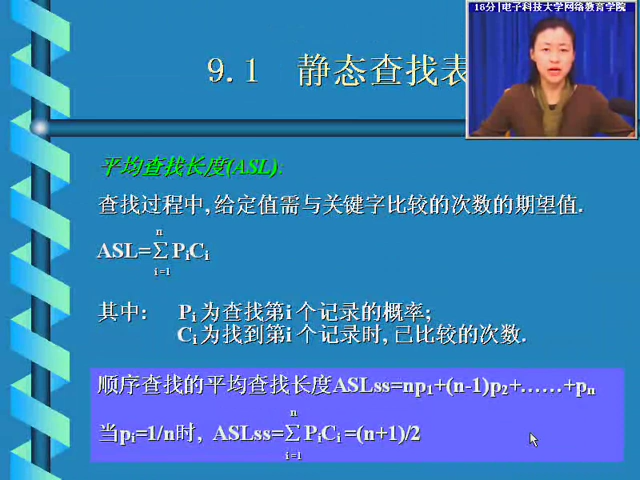 16分|电子科技大学网络教育学院
9.1 静态查找表
平均查找长度(ASL):
查找过程中,给定值需与关键字比较的次数的期望值.
n
ASL=∑PiCi
i=1
其中: Pi为查找第i个记录的概率;
Ci为找到第i个记录时,已比较的次数.
顺序查找的平均查找长度ASLss=np1+(n-1)p2+……+pn
n
当pi=1/n时, ASLss=∑PiCi=(n+1)/2
i=1